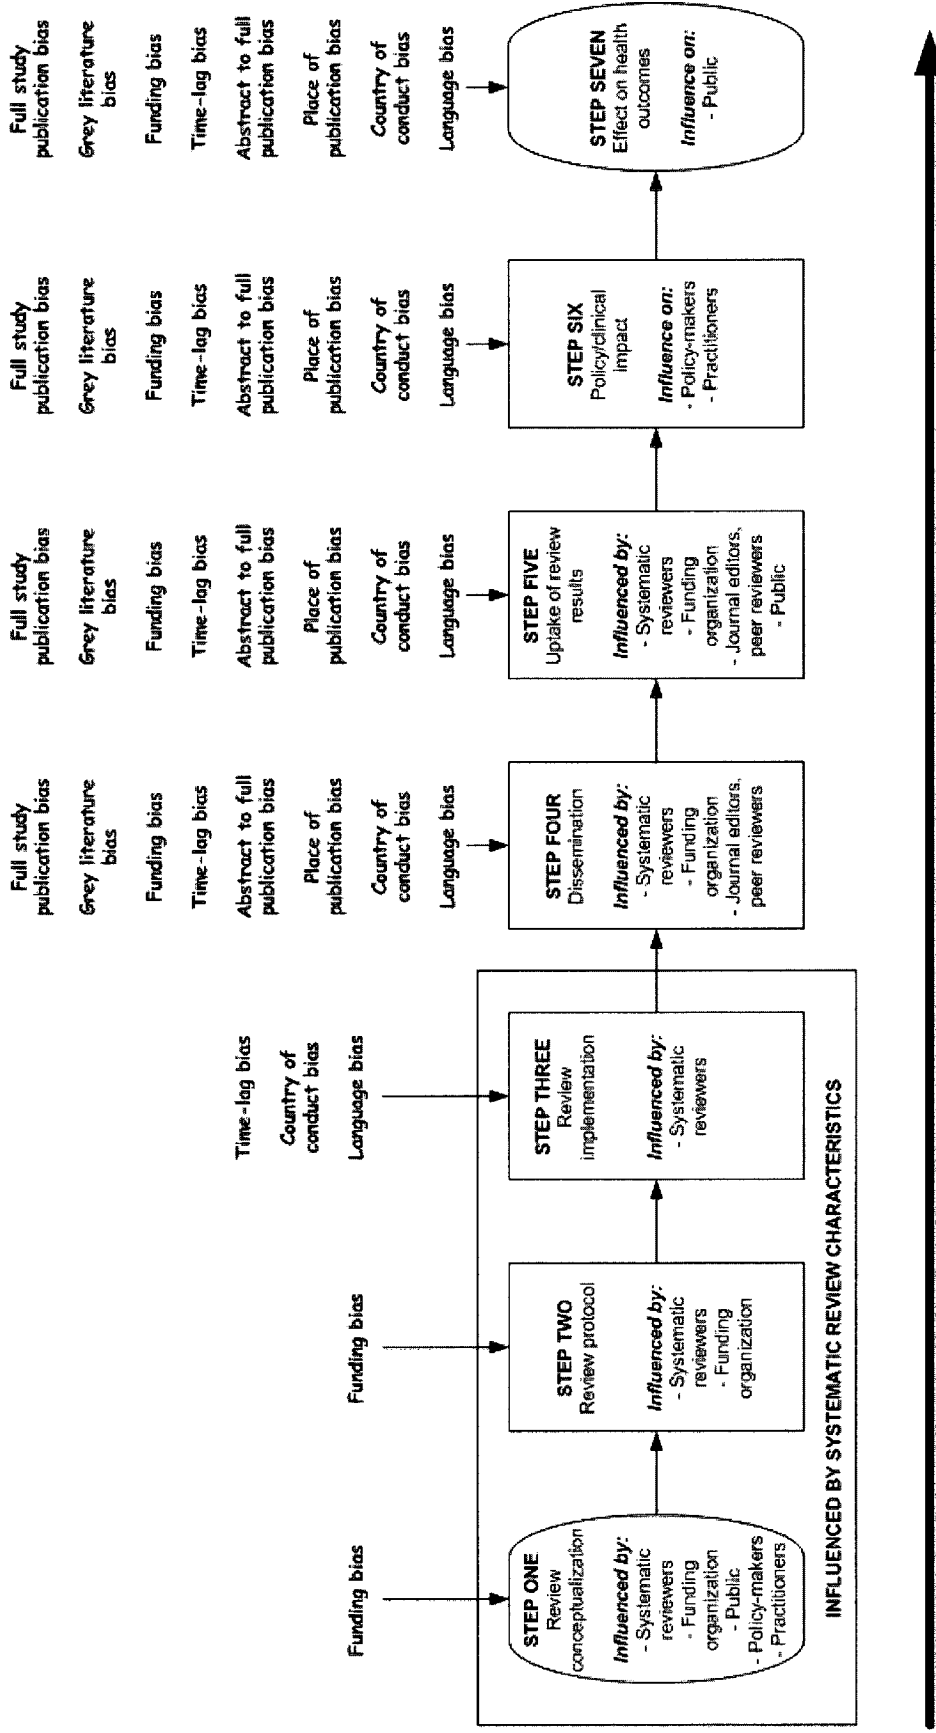 Funding bias
STEP ONE
Review
conceptualization
Influenced by:
- Systematic
reviewers
- Funding
organization
- Public
- Policy-makers
- Practitioners
Funding bias
STEP TWO
Review protocol
Influenced by:
- Systematic
reviewers
- Funding
organization
Time-lag bias
Country of
conduct bias
Language bias
STEP THREE
Review
implementation
Influenced by:
- Systematic
reviewers
INFLUENCED BY SYSTEMATIC REVIEW CHARACTERISTICS
Full study
publication bias
Grey literature
bias
Funding bias
Time-lag bias
Abstract to full
publication bias
Place of
publication bias
Country of
conduct bias
Language bias
STEP FOUR
Dissemination
Influenced by:
- Systematic
reviewers
- Funding
organization
- Journal editors,
peer reviewers
Full study
publication bias
Grey literature
bias
Funding bias
Time-lag bias
Abstract to full
publication bias
Place of
publication bias
Country of
conduct bias
Language bias
STEP FIVE
Uptake of review
results
Influenced by:
- Systematic
reviewers
- Funding
organization
- Journal editors,
peer reviewers
- Public
Full study
publication bias
Grey literature
bias
Funding bias
Time-lag bias
Abstract to full
publication bias
Place of
publication bias
Country of
conduct bias
Language bias
STEP SIX
Policy/clinical
impact
Influence on:
- Policy-makers
- Practitioners
Full study
publication bias
Grey literature
bias
Funding bias
Time-lag bias
Abstract to full
publication bias
Place of
publication bias
Country of
conduct bias
Language bias
STEP SEVEN
Effect on health
outcomes
Influence on:
- Public